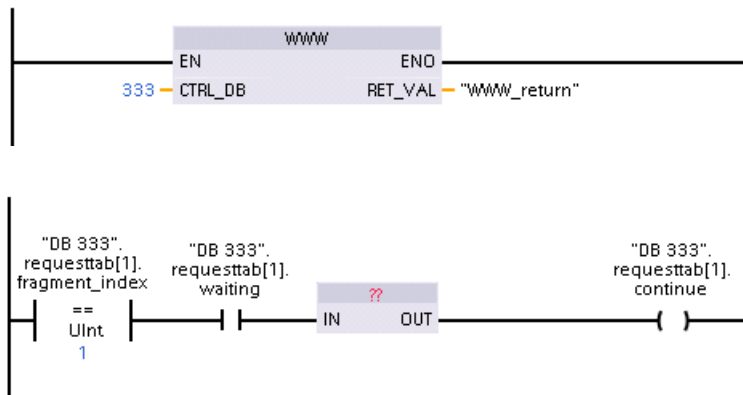 WWW
EN ENO
333 CTRL_DB RET_VAL "WWW_return"
"DB 333".
requesttab[1].
fragment_index
==
UInt
1
"DB 333".
requesttab[1].
waiting
??
IN OUT
"DB 333".
requesttab[1].
continue